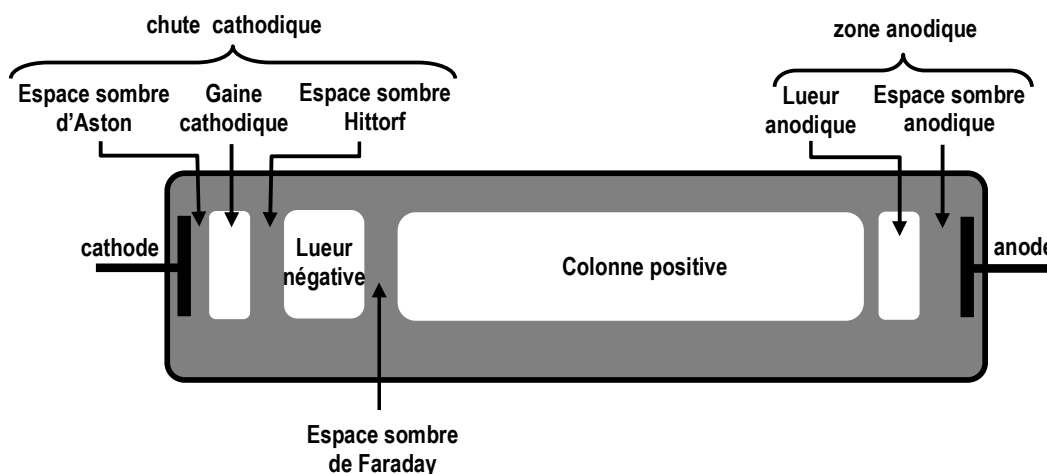 chute cathodique
zone anodique
Espace sombre
d'Aston
Gaine
cathodique
Espace sombre
Hittorf
Lueur
anodique
Espace sombre
anodique
cathode
Lueur
négative
Colonne positive
anode
Espace sombre
de Faraday